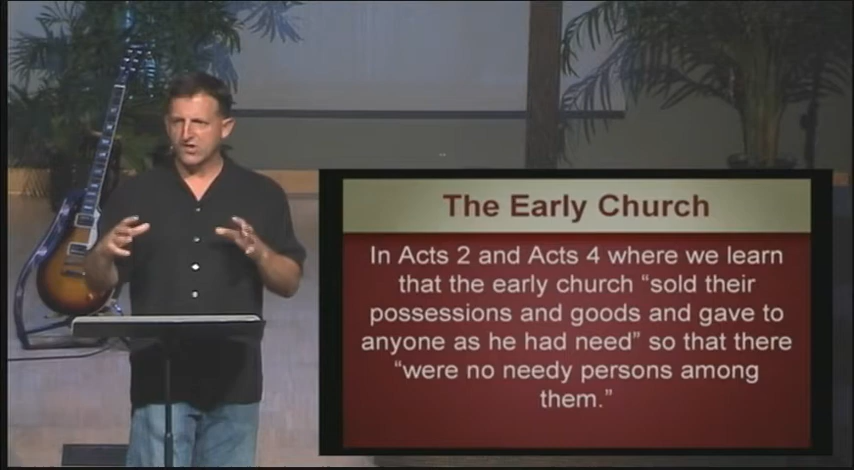 The Early Church
In Acts 2 and Acts 4 where we learn
that the early church “sold their
possessions and goods and gave to
anyone as he had need” so that there
“were no needy persons among
them.”